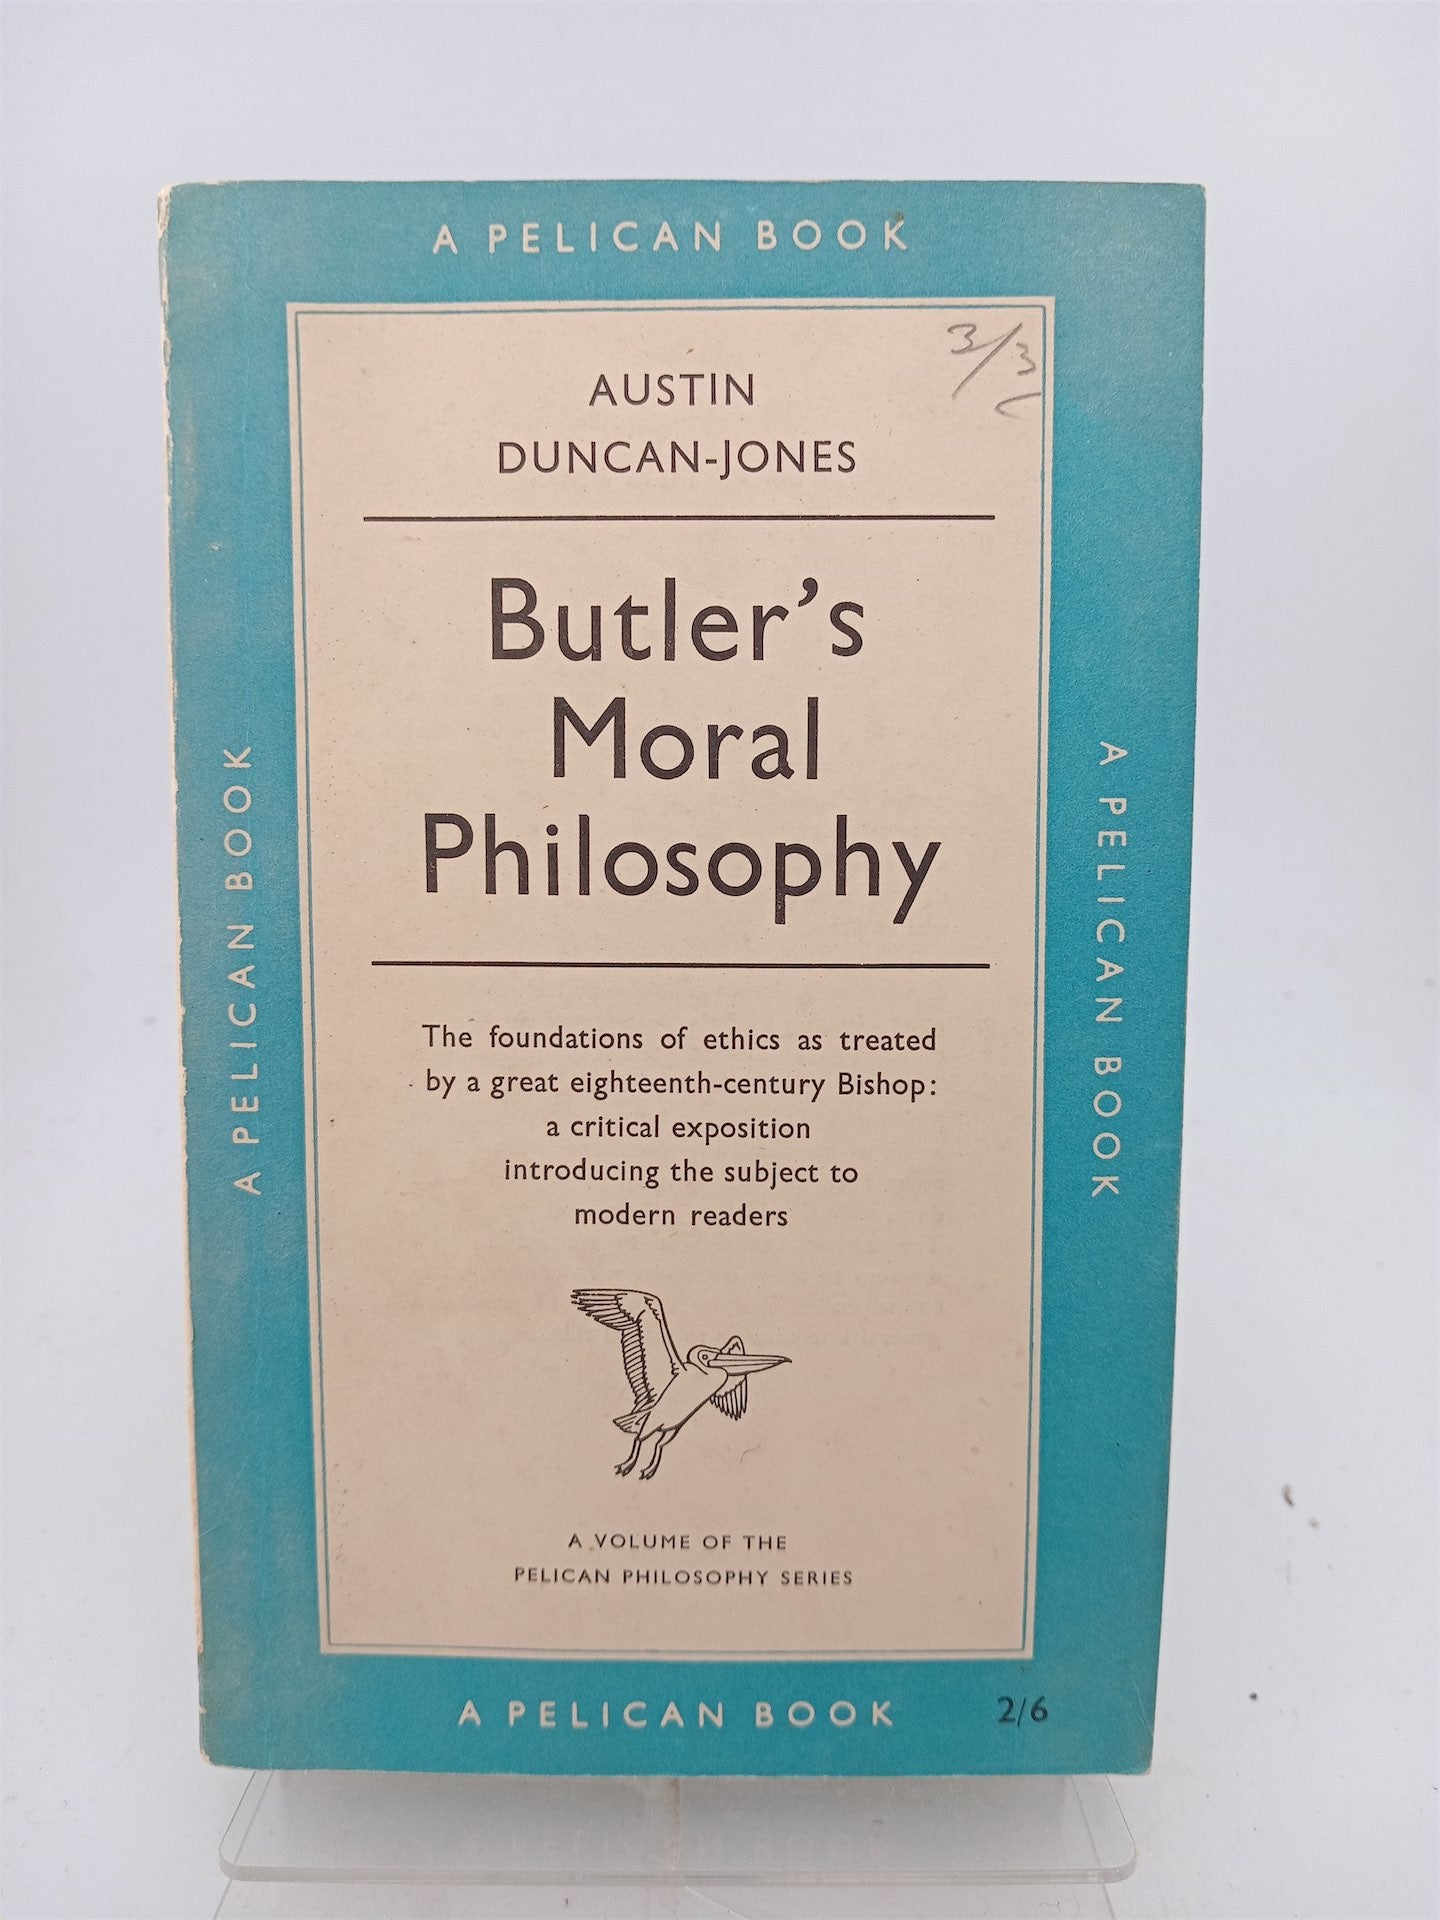 A PELICAN BOOK
3/3
AUSTIN
DUNCAN-JONES
Butler's
Moral
Philosophy
The foundations of ethics as treated
by a great eighteenth-century Bishop:
a critical exposition
introducing the subject to
modern readers
A VOLUME OF THE
PELICAN PHILOSOPHY SERIES
A PELICAN BOOK
A PELICAN BOOK
A PELICAN BOOK
2/6